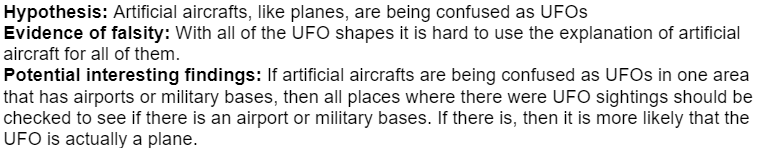 Hypothesis: Artificial aircrafts, like planes, are being confused as UFOs
Evidence of falsity: With all of the UFO shapes it is hard to use the explanation of artificial
aircraft for all of them.
Potential interesting findings: If artificial aircrafts are being confused as UFOs in one area
that has airports or military bases, then all places where there were UFO sightings should be
checked to see if there is an airport or military bases. If there is, then it is more likely that the
UFO is actually a plane.